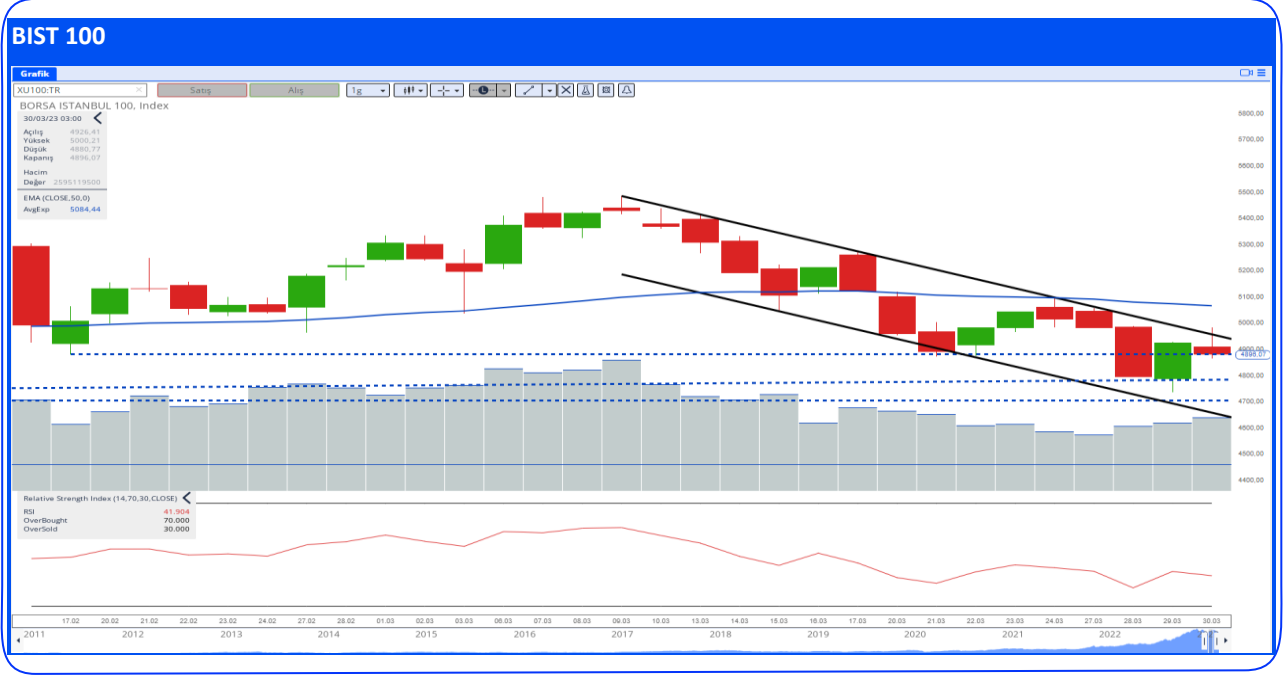 BIST 100
Grafik
XU100:TR
Satış
Alış
1g
L
BORSA ISTANBUL 100, Index
30/03/23 03:00
Açılış 4926,41
Yüksek 5000,21
Düşük 4880,77
Kapanış 4896,07
Hacim
Değer 2595119500
EMA (CLOSE,50,0)
AvgExp 5084,44
5800,00
5700,00
5600,00
5500,00
5400,00
5300,00
5200,00
5100,00
5000,00
4900,00
4896,07
4800,00
4700,00
4600,00
4500,00
4400,00
Relative Strength Index (14,70,30,CLOSE)
RSI 41.904
OverBought 70.000
OverSold 30.000
17.02 20.02 21.02 22.02 23.02 24.02 27.02 28.02 01.03 02.03 03.03 06.03 07.03 08.03 09.03 10.03 13.03 14.03 15.03 16.03 17.03 20.03 21.03 22.03 23.03 24.03 27.03 28.03 29.03 30.03
2011 2012 2013 2014 2015 2016 2017 2018 2019 2020 2021 2022